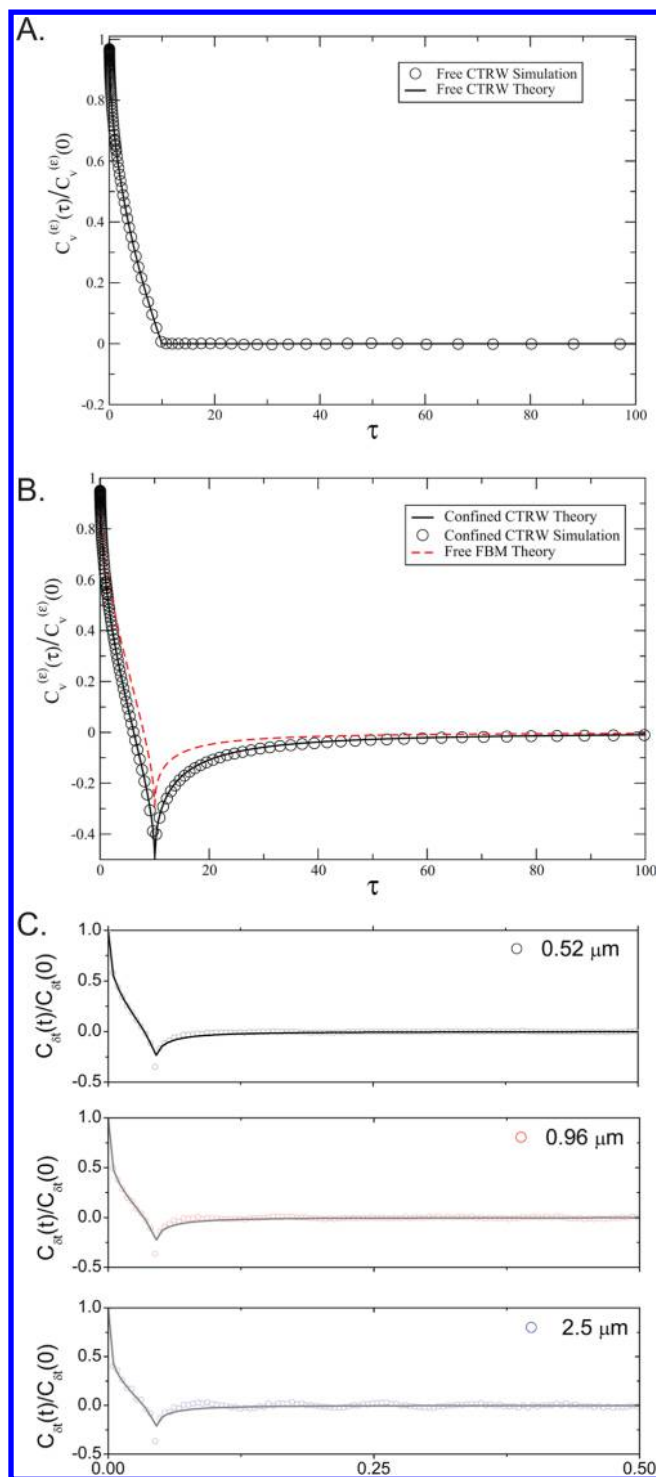 A.
1
0.8
0.6
0.4
0.2
0
-0.2
C_v^(ε)(τ)/C_v^(ε)(0)
Free CTRW Simulation
Free CTRW Theory
0 20 40 60 80 100
τ
B.
1
0.8
0.6
0.4
0.2
0
-0.2
-0.4
C_v^(ε)(τ)/C_v^(ε)(0)
Confined CTRW Theory
Confined CTRW Simulation
Free FBM Theory
0 20 40 60 80 100
τ
C.
1.0
0.5
0.0
-0.5
C_δt(t)/C_δt(0)
0.52 μm
1.0
0.5
0.0
-0.5
C_δt(t)/C_δt(0)
0.96 μm
1.0
0.5
0.0
-0.5
C_δt(t)/C_δt(0)
2.5 μm
0.00 0.25 0.50